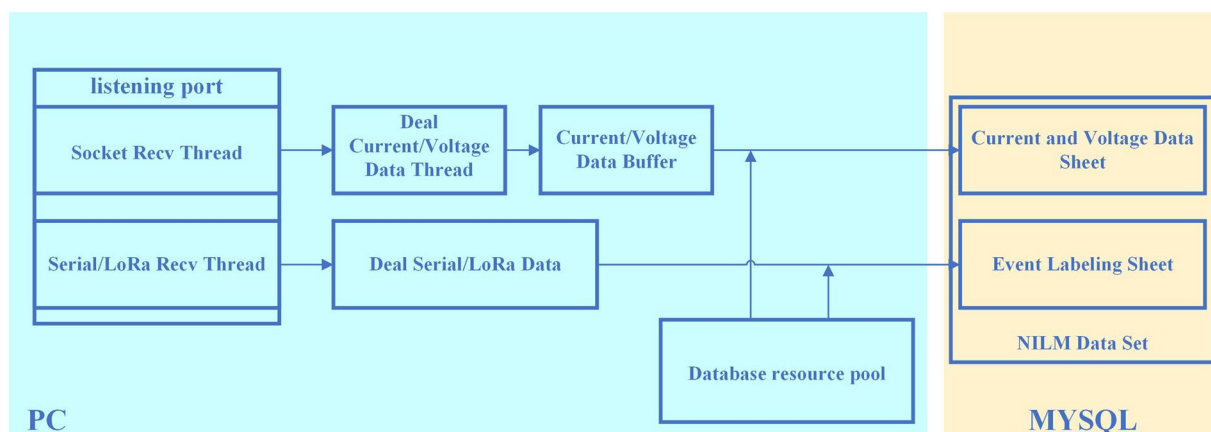 listening port
Socket Recv Thread
Deal
Current/Voltage
Data Thread
Current/Voltage
Data Buffer
Current and Voltage Data
Sheet
Serial/LoRa Recv Thread
Deal Serial/LoRa Data
Event Labeling Sheet
NILM Data Set
Database resource pool
PC
MYSQL